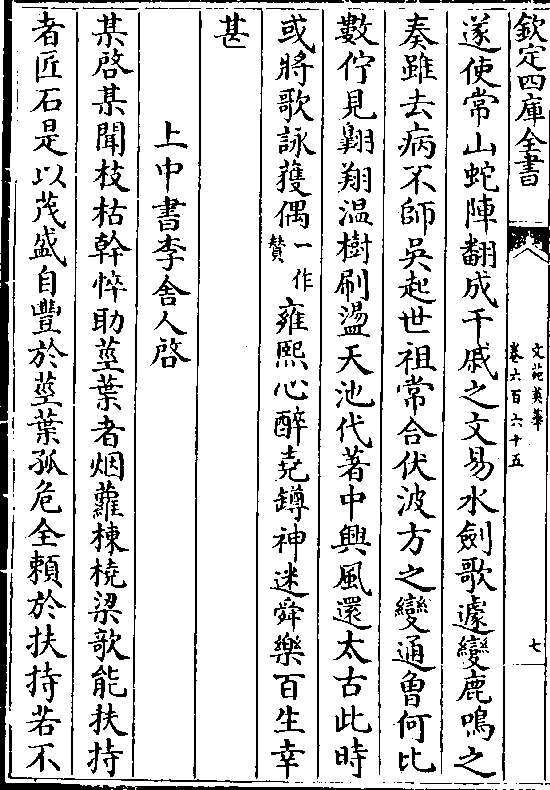 欽定四庫全書
文苑英華
卷六百六十五
七
遂使常山蛇陣翻成干戚之文易水劍歌遽變鹿鳴之
奏雖去病不師吳起世祖常合伏波方之變通曾何比
數佇見翺翔温樹刷盪天池代著中興風還太古此時
或將歌詠獲偶一作賛雍熙心醉堯罇神迷舜樂百生幸
甚
上中書李舍人啓
某啓某聞枝枯幹悴助莖葉者烟蘿棟橈梁欹能扶持
者匠石是以茂盛自豐於莖葉孤危全賴於扶持若不